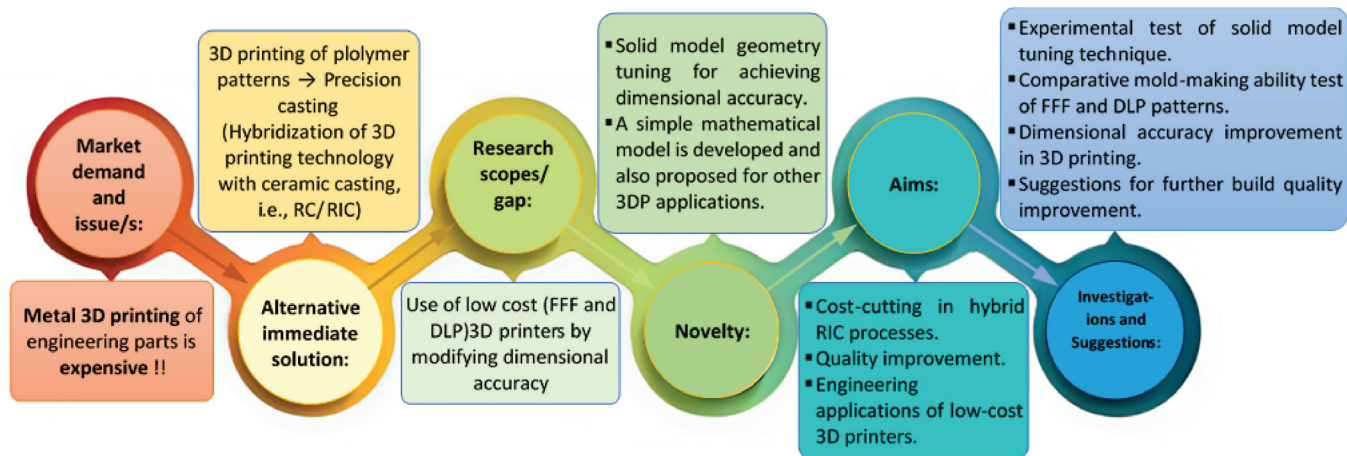 Market
demand
and
issue/s:
Metal 3D printing of
engineering parts is
expensive !!
3D printing of plolymer
patterns → Precision
casting
(Hybridization of 3D
printing technology
with ceramic casting,
i.e., RC/ RIC)
Alternative
immediate
solution:
Research
scopes/
gap:
Use of low cost (FFF and
DLP)3D printers by
modifying dimensional
accuracy
▪ Solid model geometry
tuning for achieving
dimensional accuracy.
▪ A simple mathematical
model is developed and
also proposed for other
3DP applications.
Novelty:
Aims:
▪ Cost-cutting in hybrid
RIC processes.
▪ Quality improvement.
▪ Engineering
applications of low-cost
3D printers.
▪ Experimental test of solid model
tuning technique.
▪ Comparative mold-making ability test
of FFF and DLP patterns.
▪ Dimensional accuracy improvement
in 3D printing.
▪ Suggestions for further build quality
improvement.
Investigat-
ions and
Suggestions: